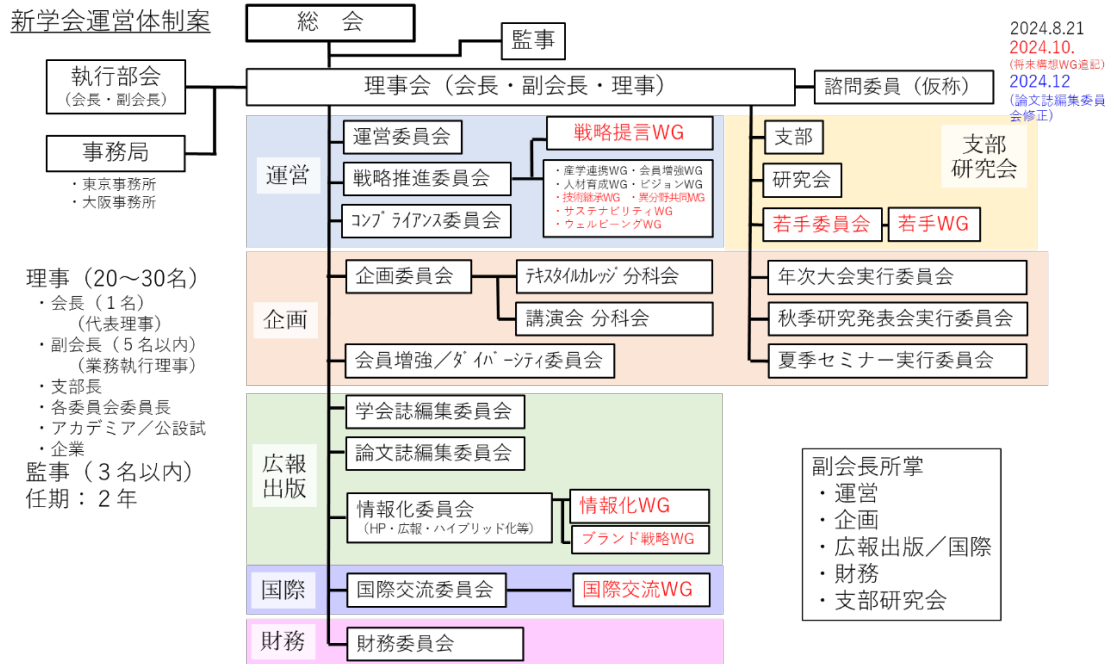 新学会運営体制案
総　会
監事
2024.8.21
2024.10.
(将来構想WG追記)
2024.12
(論文誌編集委員
会修正)
執行部会
(会長・副会長)
理事会（会長・副会長・理事）
諮問委員（仮称）
事務局
・東京事務所
・大阪事務所
運営
運営委員会
戦略推進委員会
コンプライアンス委員会
戦略提言WG
・産学連携WG・会員増強WG
・人材育成WG・ビジョンWG
・技術継承WG　・異分野共同WG
・サステナビリティWG
・ウェルビーングWG
支部
研究会
若手委員会
若手WG
支部
研究会
理事（20～30名）
・会長（１名）
（代表理事）
・副会長（５名以内）
（業務執行理事）
・支部長
・各委員会委員長
・アカデミア／公設試
・企業
監事（３名以内）
任期：２年
企画
企画委員会
テキスタイルカレッジ 分科会
講演会 分科会
会員増強／ダイバーシティ委員会
年次大会実行委員会
秋季研究発表会実行委員会
夏季セミナー実行委員会
広報
出版
学会誌編集委員会
論文誌編集委員会
情報化委員会
（HP・広報・ハイブリッド化等）
情報化WG
ブランド戦略WG
国際
国際交流委員会
国際交流WG
財務
財務委員会
副会長所掌
・運営
・企画
・広報出版／国際
・財務
・支部研究会